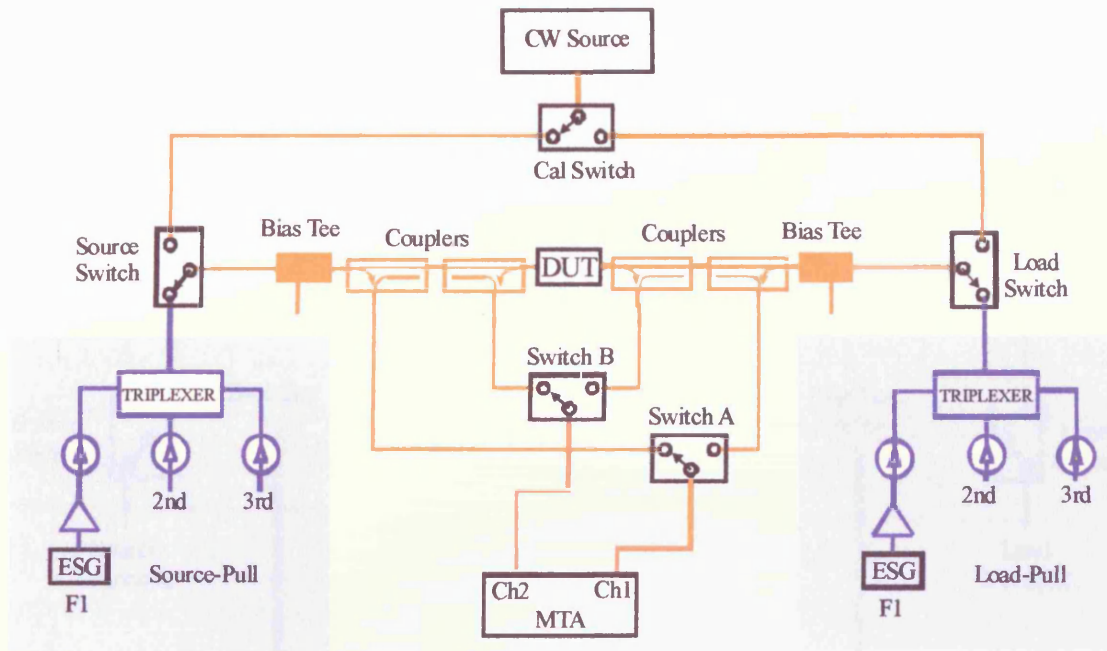 CW Source
Cal Switch
Source
Switch
Bias Tee
Couplers
DUT
Couplers
Bias Tee
Load
Switch
Switch B
Switch A
TRIPLEXER
TRIPLEXER
2nd
3rd
2nd
3rd
ESG
F1
Source-Pull
Ch2
Ch1
MTA
ESG
F1
Load-Pull